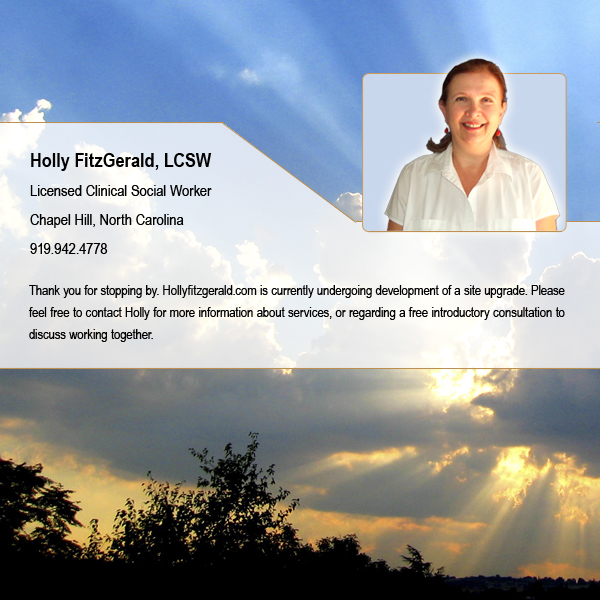 Holly FitzGerald, LCSW
Licensed Clinical Social Worker
Chapel Hill, North Carolina
919.942.4778
Thank you for stopping by. Hollyfitzgerald.com is currently undergoing development of a site upgrade. Please
feel free to contact Holly for more information about services, or regarding a free introductory consultation to
discuss working together.